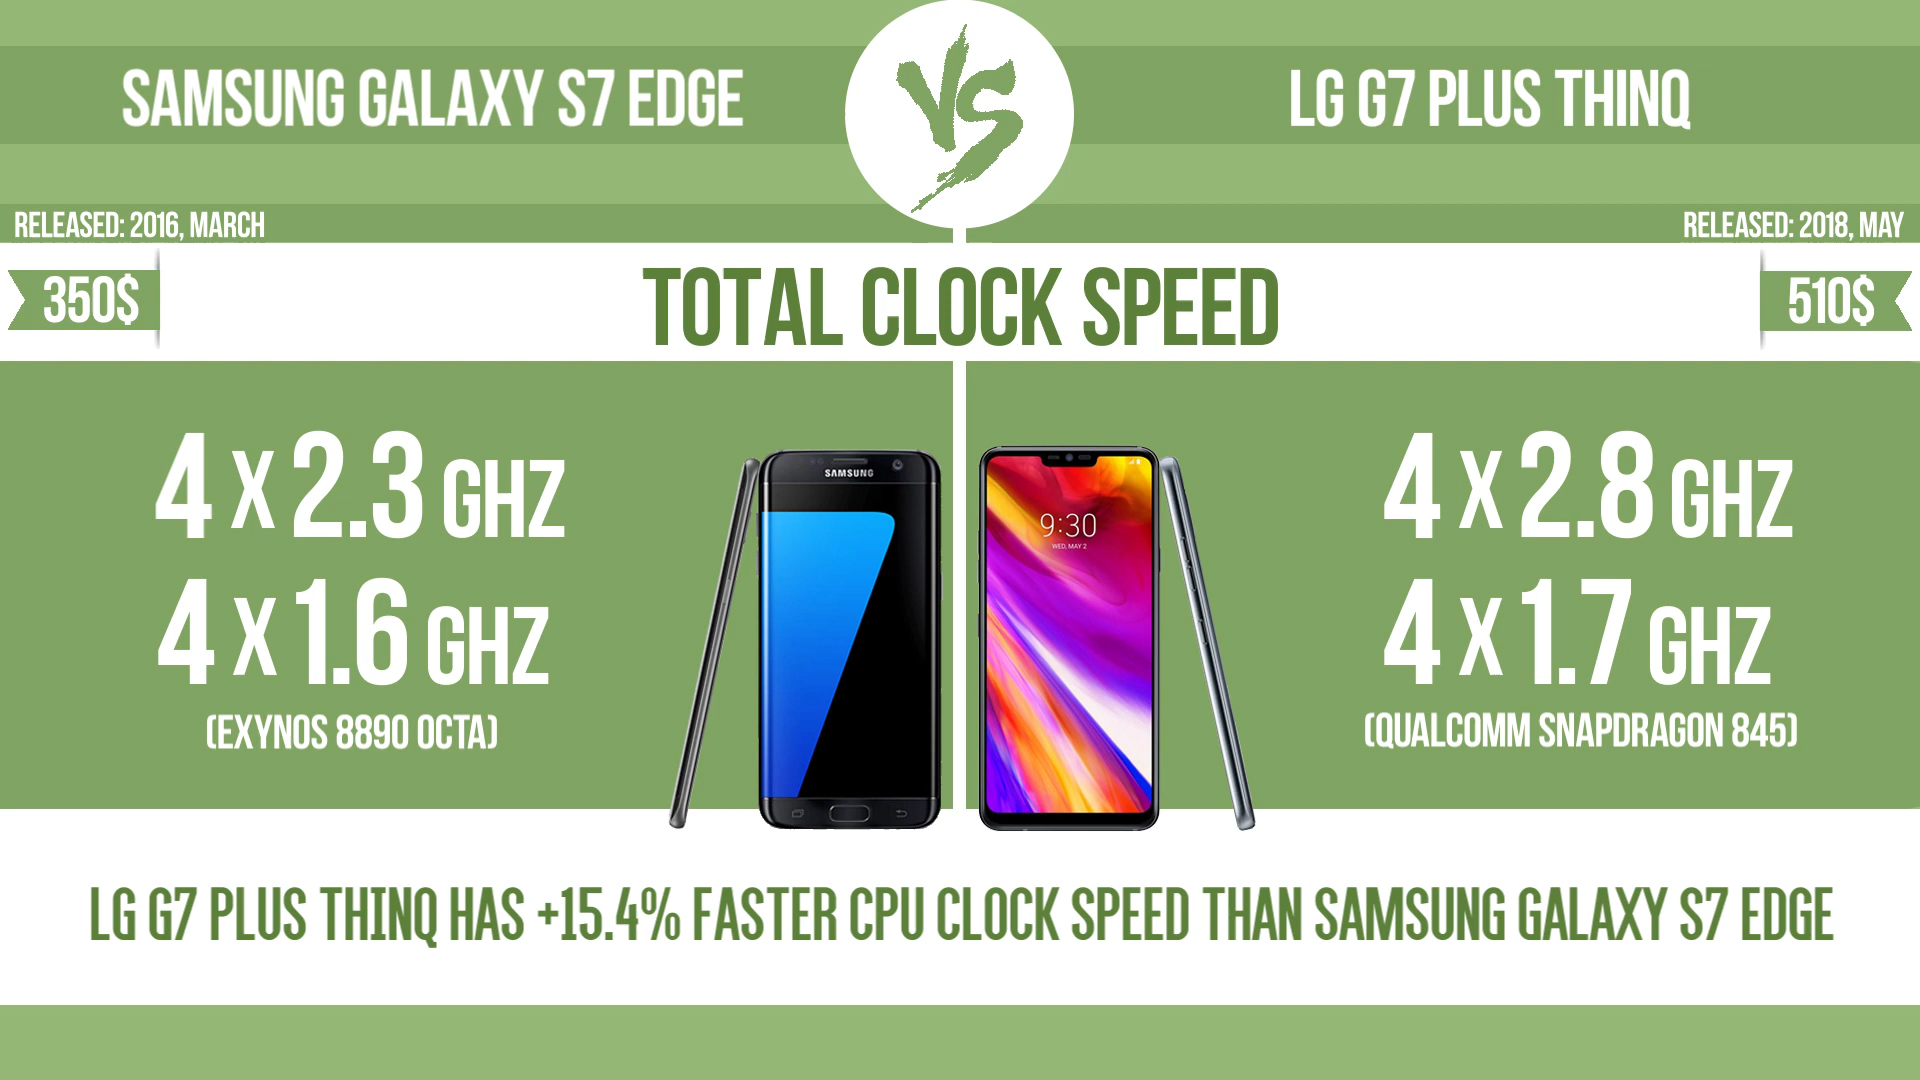 SAMSUNG GALAXY S7 EDGE
VS
LG G7 PLUS THINQ
RELEASED: 2016, MARCH
RELEASED: 2018, MAY
350$
TOTAL CLOCK SPEED
510$
4 X 2.3 GHZ
4 X 1.6 GHZ
(EXYNOS 8890 OCTA)
SAMSUNG
9:30
WED, MAY 2
4 X 2.8 GHZ
4 X 1.7 GHZ
(QUALCOMM SNAPDRAGON 845)
LG G7 PLUS THINQ HAS +15.4% FASTER CPU CLOCK SPEED THAN SAMSUNG GALAXY S7 EDGE